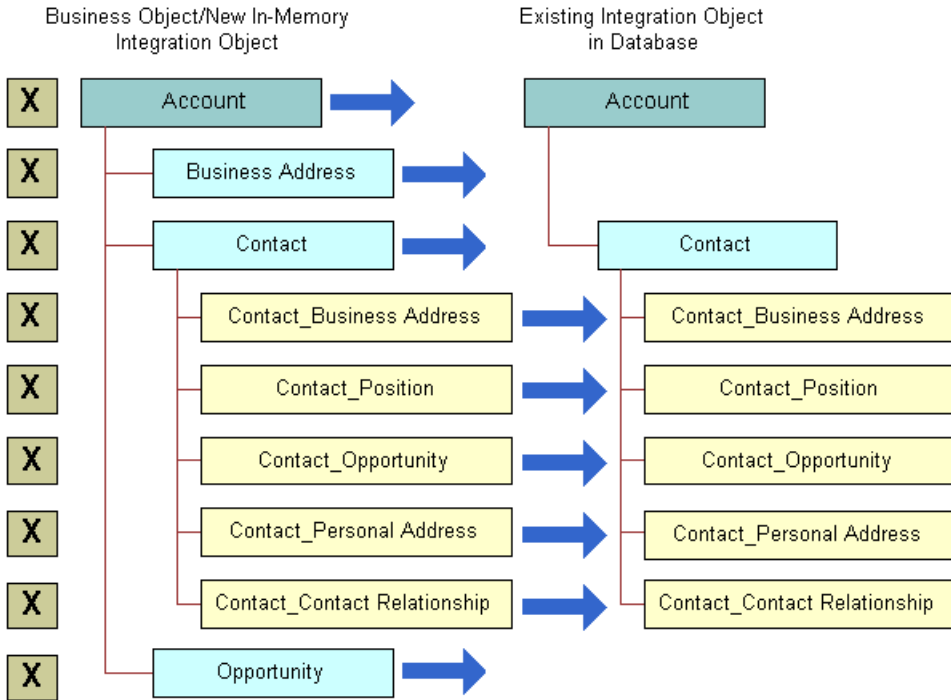 Business Object/New In-Memory
Integration Object
Existing Integration Object
in Database
X Account Account
X Business Address
X Contact Contact
X Contact_Business Address Contact_Business Address
X Contact_Position Contact_Position
X Contact_Opportunity Contact_Opportunity
X Contact_Personal Address Contact_Personal Address
X Contact_Contact Relationship Contact_Contact Relationship
X Opportunity